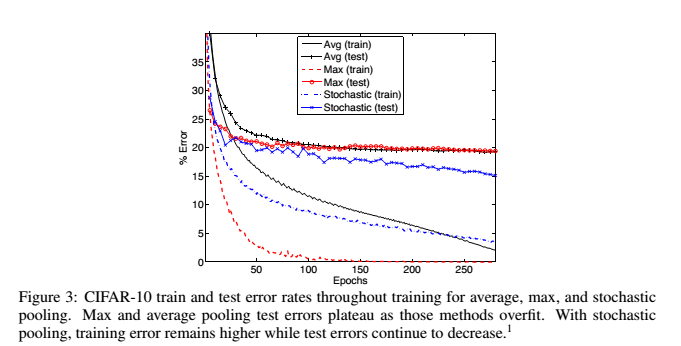 Avg (train)
Avg (test)
Max (train)
Max (test)
Stochastic (train)
Stochastic (test)
35
30
25
20
15
10
5
0
% Error
50
100
150
200
250
Epochs
Figure 3: CIFAR-10 train and test error rates throughout training for average, max, and stochastic
pooling. Max and average pooling test errors plateau as those methods overfit. With stochastic
pooling, training error remains higher while test errors continue to decrease.1